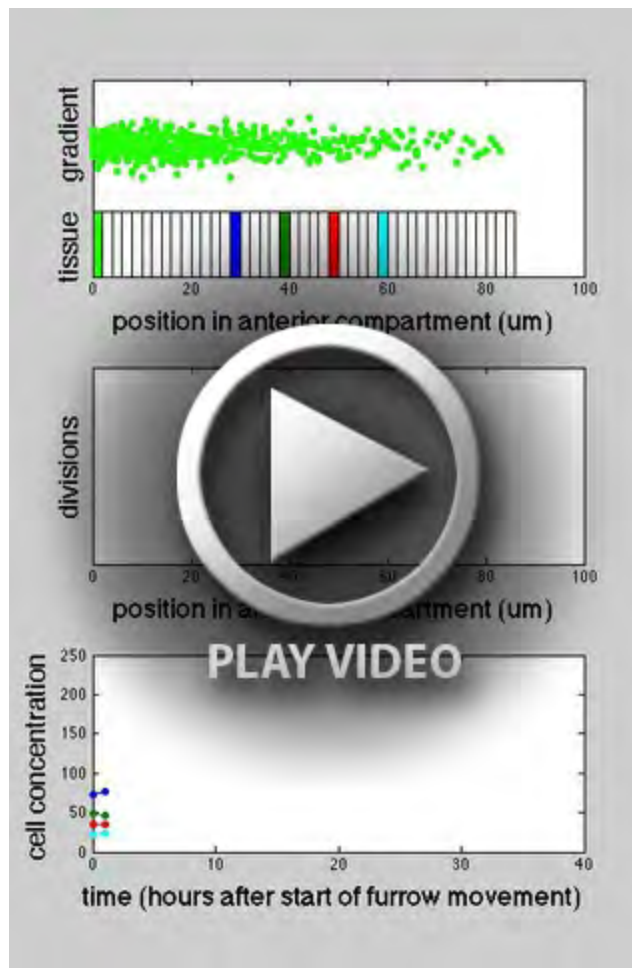 gradient
tissue
0 20 40 60 80 100
position in anterior compartment (um)
divisions
0 20 60 80 100
position in compartment (um)
PLAY VIDEO
cell concentration
250
200
150
100
50
0
0 10 20 30 40
time (hours after start of furrow movement)